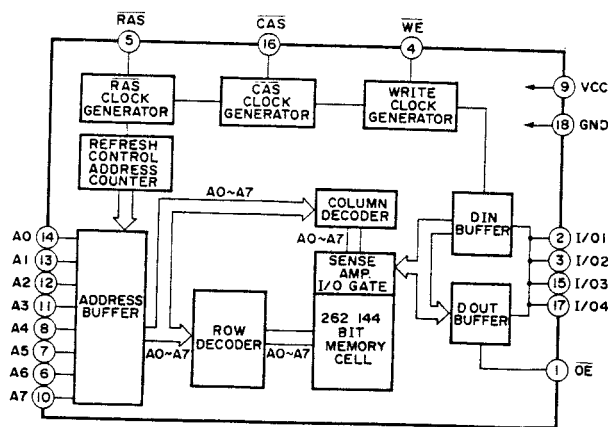 RAS
CAS
WE
5
16
4
9 VCC
18 GND
RAS
CLOCK
GENERATOR
CAS
CLOCK
GENERATOR
WRITE
CLOCK
GENERATOR
REFRESH
CONTROL
ADDRESS
COUNTER
A0~A7
COLUMN
DECODER
A0~A7
DIN
BUFFER
SENSE
AMP.
I/O GATE
262 144
BIT
MEMORY
CELL
D OUT
BUFFER
ROW
DECODER
A0~A7
A0~A7
ADDRESS
BUFFER
A0 14
A1 13
A2 12
A3 11
A4 8
A5 7
A6 6
A7 10
2 I/O1
3 I/O2
15 I/O3
17 I/O4
1 OE